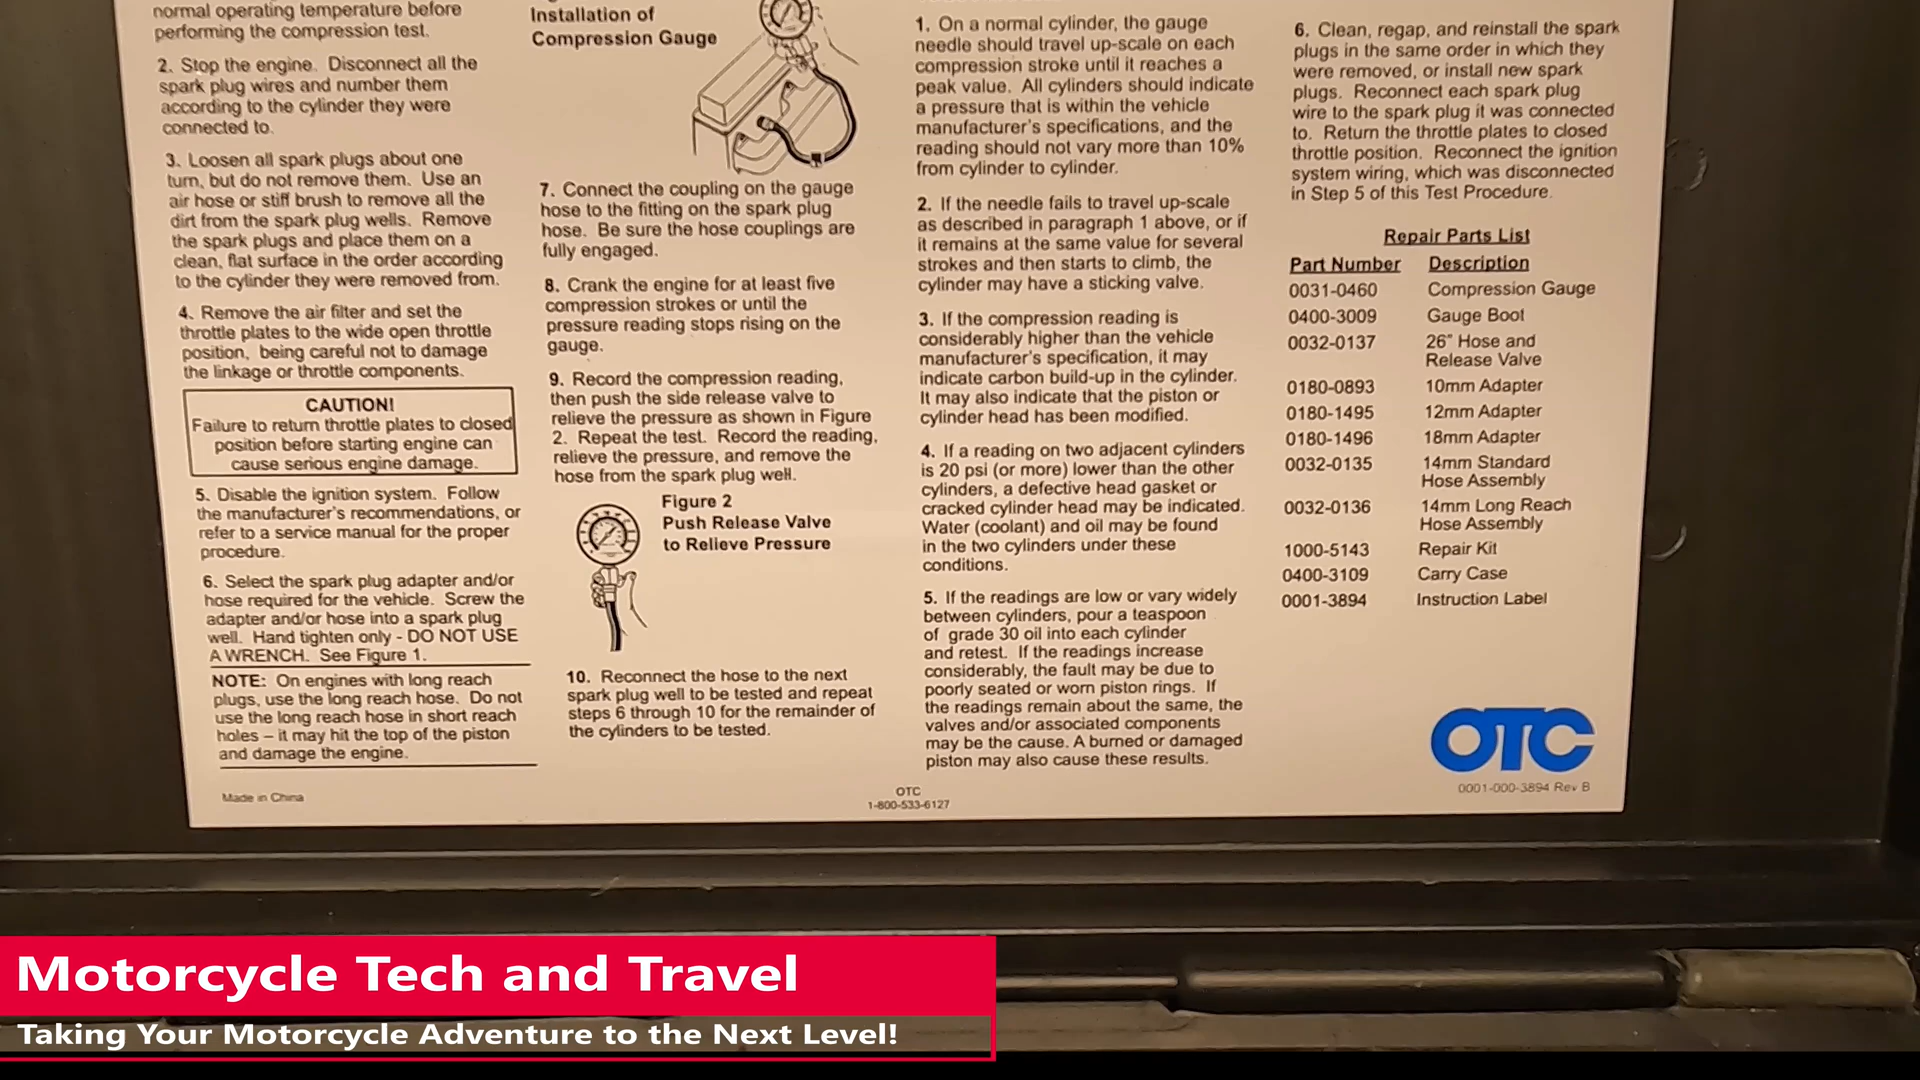 normal operating temperature before
performing the compression test.
2. Stop the engine. Disconnect all the
spark plug wires and number them
according to the cylinder they were
connected to.
3. Loosen all spark plugs about one
turn, but do not remove them. Use an
air hose or stiff brush to remove all the
dirt from the spark plug wells. Remove
the spark plugs and place them on a
clean, flat surface in the order according
to the cylinder they were removed from.
4. Remove the air filter and set the
throttle plates to the wide open throttle
position, being careful not to damage
the linkage or throttle components.
CAUTION!
Failure to return throttle plates to closed
position before starting engine can
cause serious engine damage.
5. Disable the ignition system. Follow
the manufacturer's recommendations, or
refer to a service manual for the proper
procedure.
6. Select the spark plug adapter and/or
hose required for the vehicle. Screw the
adapter and/or hose into a spark plug
well. Hand tighten only - DO NOT USE
A WRENCH. See Figure 1.
NOTE: On engines with long reach
plugs, use the long reach hose. Do not
use the long reach hose in short reach
holes – it may hit the top of the piston
and damage the engine.
Made in China
Installation of
Compression Gauge
7. Connect the coupling on the gauge
hose to the fitting on the spark plug
hose. Be sure the hose couplings are
fully engaged.
8. Crank the engine for at least five
compression strokes or until the
pressure reading stops rising on the
gauge.
9. Record the compression reading,
then push the side release valve to
relieve the pressure as shown in Figure
2. Repeat the test. Record the reading,
relieve the pressure, and remove the
hose from the spark plug well.
Figure 2
Push Release Valve
to Relieve Pressure
10. Reconnect the hose to the next
spark plug well to be tested and repeat
steps 6 through 10 for the remainder of
the cylinders to be tested.
OTC
1-800-533-6127
1. On a normal cylinder, the gauge
needle should travel up-scale on each
compression stroke until it reaches a
peak value. All cylinders should indicate
a pressure that is within the vehicle
manufacturer's specifications, and the
reading should not vary more than 10%
from cylinder to cylinder.
2. If the needle fails to travel up-scale
as described in paragraph 1 above, or if
it remains at the same value for several
strokes and then starts to climb, the
cylinder may have a sticking valve.
3. If the compression reading is
considerably higher than the vehicle
manufacturer's specification, it may
indicate carbon build-up in the cylinder.
It may also indicate that the piston or
cylinder head has been modified.
4. If a reading on two adjacent cylinders
is 20 psi (or more) lower than the other
cylinders, a defective head gasket or
cracked cylinder head may be indicated.
Water (coolant) and oil may be found
in the two cylinders under these
conditions.
5. If the readings are low or vary widely
between cylinders, pour a teaspoon
of grade 30 oil into each cylinder
and retest. If the readings increase
considerably, the fault may be due to
poorly seated or worn piston rings. If
the readings remain about the same, the
valves and/or associated components
may be the cause. A burned or damaged
piston may also cause these results.
6. Clean, regap, and reinstall the spark
plugs in the same order in which they
were removed, or install new spark
plugs. Reconnect each spark plug
wire to the spark plug it was connected
to. Return the throttle plates to closed
throttle position. Reconnect the ignition
system wiring, which was disconnected
in Step 5 of this Test Procedure.
Repair Parts List
Part Number Description
0031-0460 Compression Gauge
0400-3009 Gauge Boot
0032-0137 26" Hose and
Release Valve
0180-0893 10mm Adapter
0180-1495 12mm Adapter
0180-1496 18mm Adapter
0032-0135 14mm Standard
Hose Assembly
0032-0136 14mm Long Reach
Hose Assembly
1000-5143 Repair Kit
0400-3109 Carry Case
0001-3894 Instruction Label
OTC
0001-000-3894 Rev B
Motorcycle Tech and Travel
Taking Your Motorcycle Adventure to the Next Level!